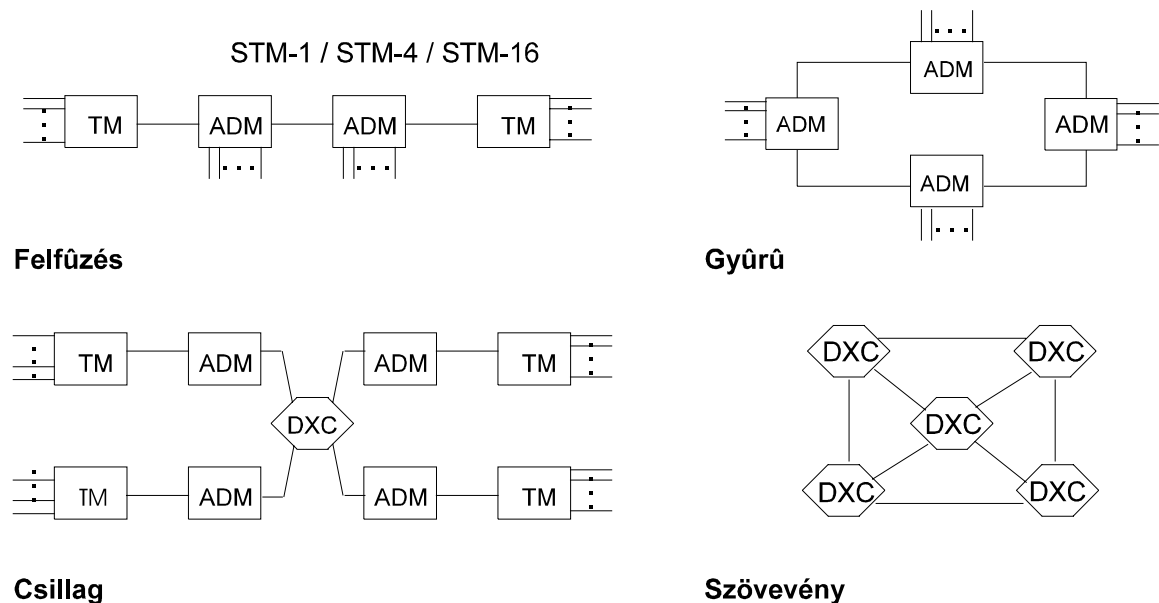 STM-1 / STM-4 / STM-16
TM ADM ADM TM
Felfûzés
ADM
ADM ADM
ADM
Gyûrû
TM ADM ADM TM
DXC
TM ADM ADM TM
Csillag
DXC DXC
DXC
DXC DXC
Szövevény